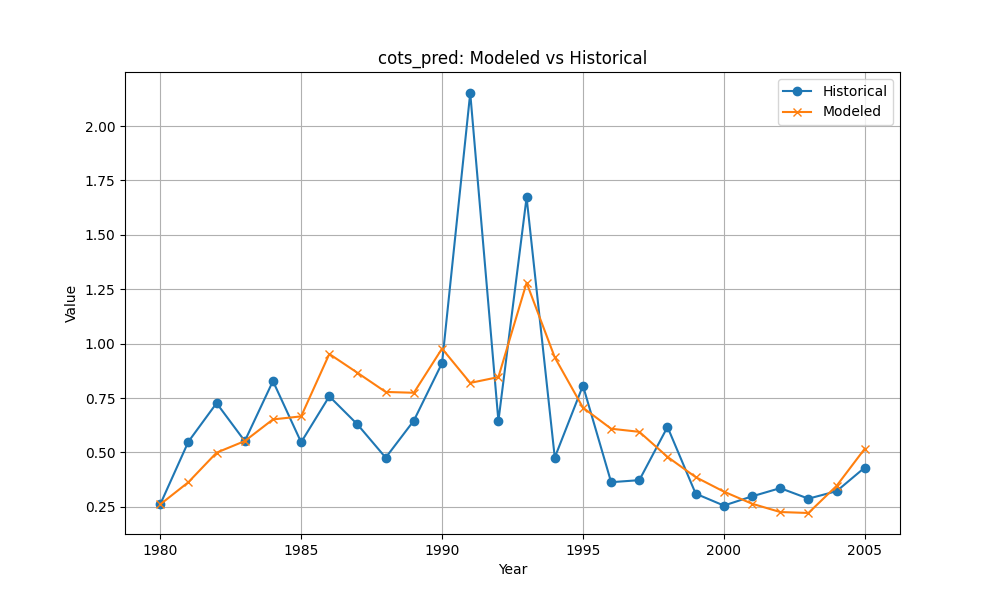 cots_pred: Modeled vs Historical
Historical
Modeled
2.00
1.75
1.50
1.25
1.00
0.75
0.50
0.25
Value
1980 1985 1990 1995 2000 2005
Year